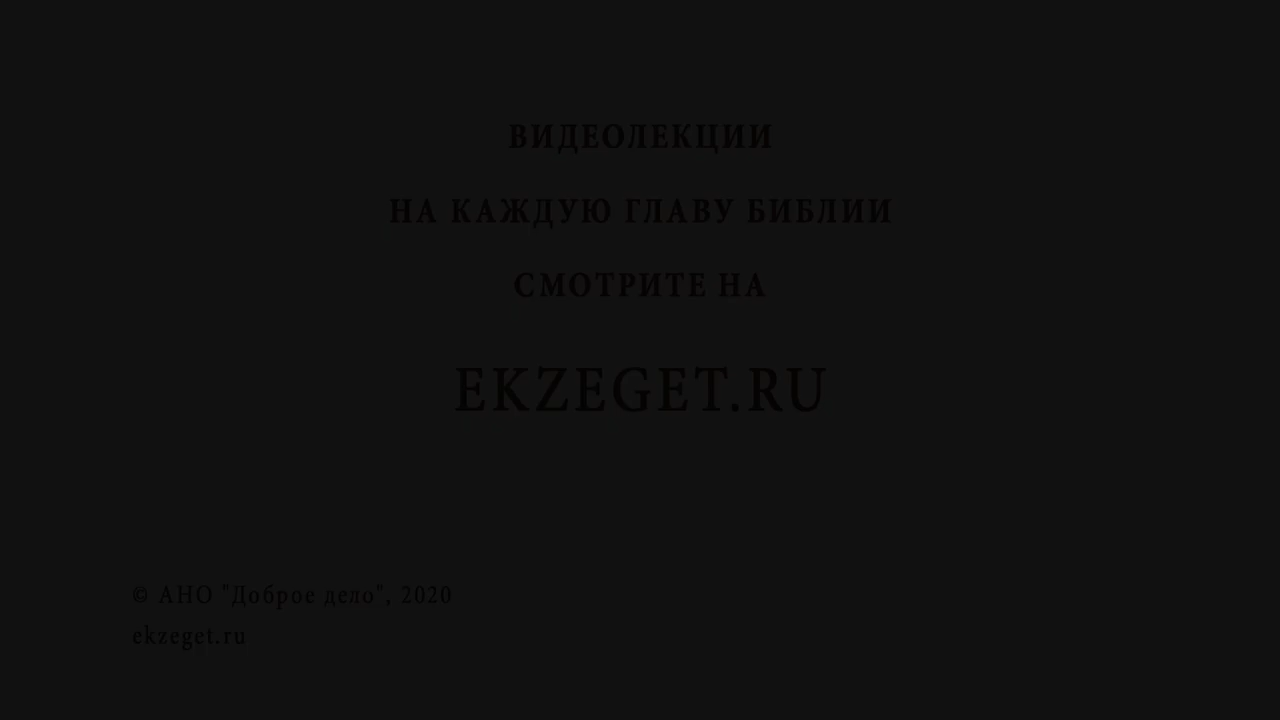 ВИДЕОЛЕКЦИИ
НА КАЖДУЮ ГЛАВУ БИБЛИИ
СМОТРИТЕ НА
EKZEGET.RU
© АНО "Доброе дело", 2020
ekzeget.ru